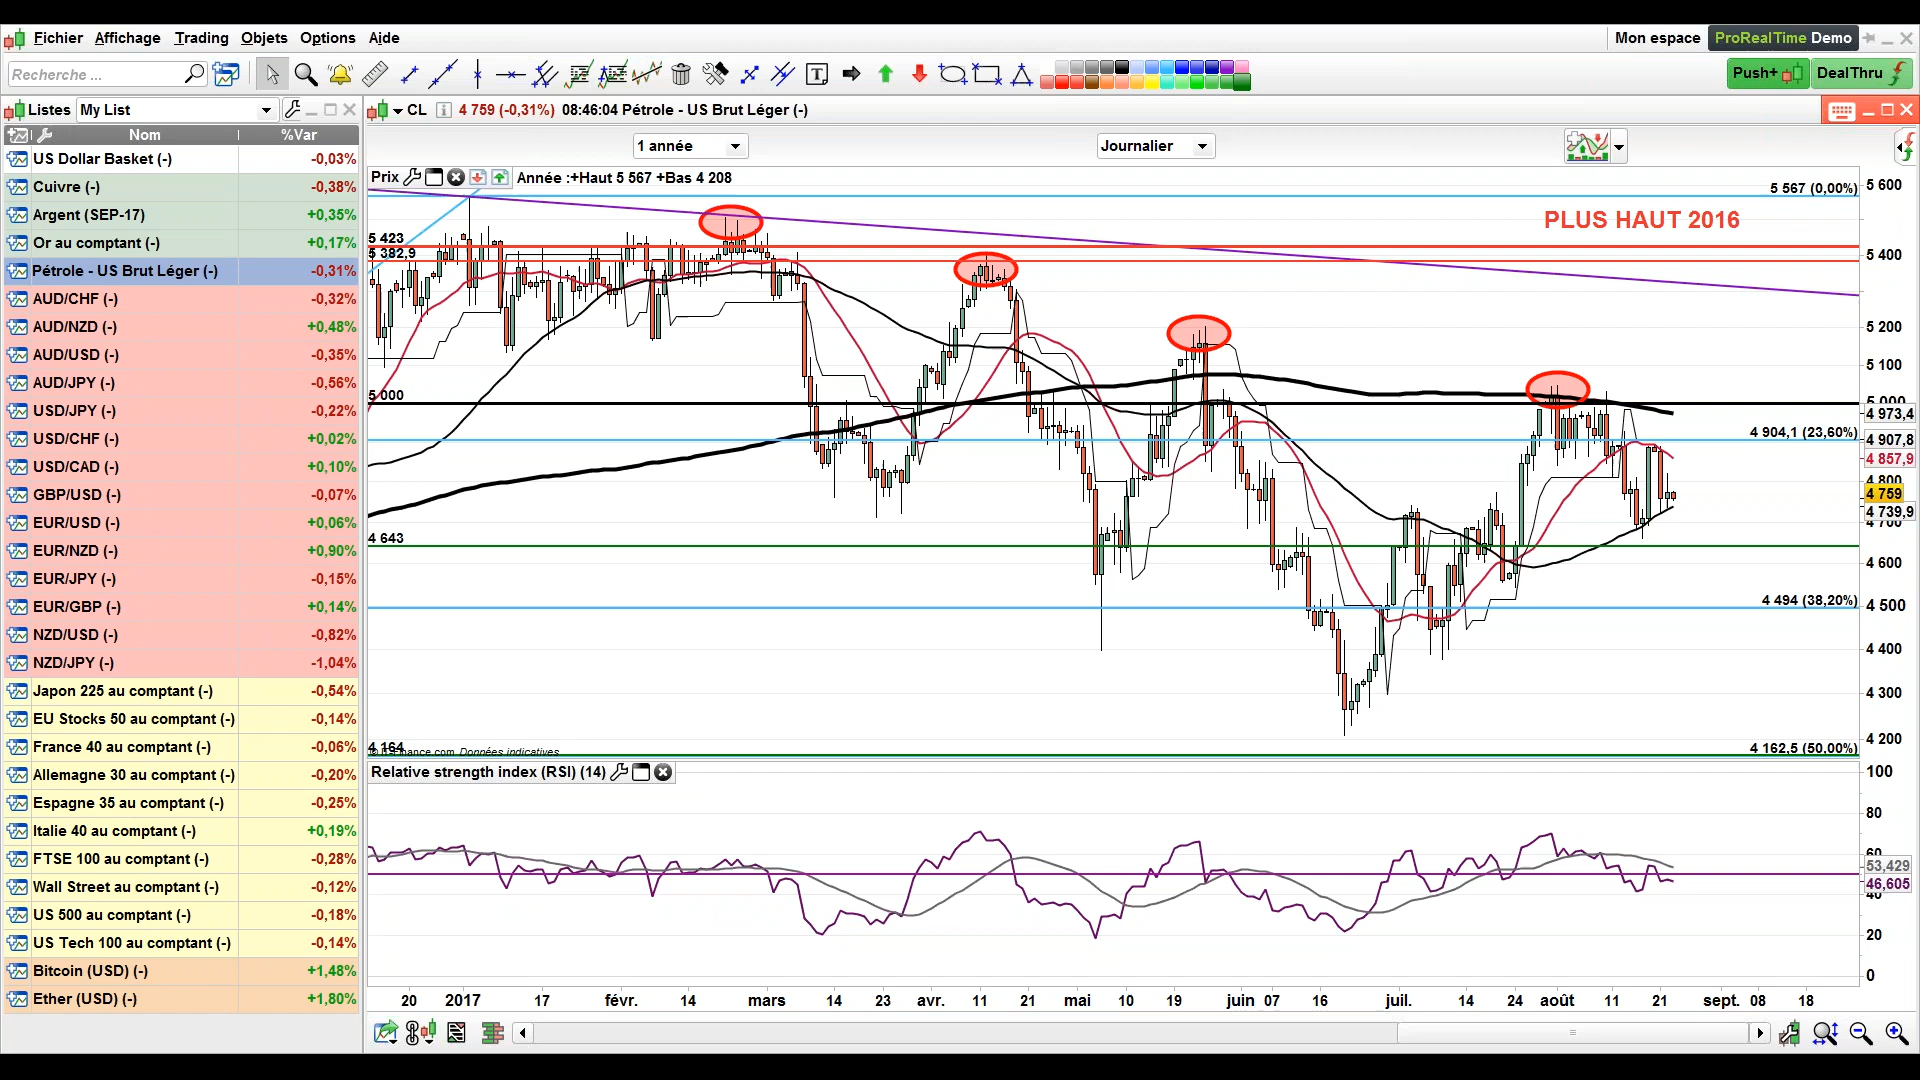 Fichier Affichage Trading Objets Options Aide
Mon espace ProRealTime Demo
Recherche ...
Push+ DealThru
Listes My List
CL 4 759 (-0,31%) 08:46:04 Pétrole - US Brut Léger (-)
Nom %Var
1 année Journalier
US Dollar Basket (-) -0,03%
Cuivre (-) -0,38%
Argent (SEP-17) +0,35%
Or au comptant (-) +0,17%
Pétrole - US Brut Léger (-) -0,31%
AUD/CHF (-) -0,32%
AUD/NZD (-) +0,48%
AUD/USD (-) -0,35%
AUD/JPY (-) -0,56%
USD/JPY (-) -0,22%
USD/CHF (-) +0,02%
USD/CAD (-) +0,10%
GBP/USD (-) -0,07%
EUR/USD (-) +0,06%
EUR/NZD (-) +0,90%
EUR/JPY (-) -0,15%
EUR/GBP (-) +0,14%
NZD/USD (-) -0,82%
NZD/JPY (-) -1,04%
Japon 225 au comptant (-) -0,54%
EU Stocks 50 au comptant (-) -0,14%
France 40 au comptant (-) -0,06%
Allemagne 30 au comptant (-) -0,20%
Espagne 35 au comptant (-) -0,25%
Italie 40 au comptant (-) +0,19%
FTSE 100 au comptant (-) -0,28%
Wall Street au comptant (-) -0,12%
US 500 au comptant (-) -0,18%
US Tech 100 au comptant (-) -0,14%
Bitcoin (USD) (-) +1,48%
Ether (USD) (-) +1,80%
Prix Année :+Haut 5 567 +Bas 4 208
5 567 (0,00%)
PLUS HAUT 2016
5 423
5 382,9
5 000
4 904,1 (23,60%)
4 643
4 494 (38,20%)
4 164
Données indicatives
4 162,5 (50,00%)
5 600
5 400
5 200
5 100
5 000
4 973,4
4 907,8
4 857,9
4 800
4 759
4 739,9
4 700
4 600
4 500
4 400
4 300
4 200
Relative strength index (RSI) (14)
100
80
60
53,429
46,605
40
20
0
20 2017 17 févr. 14 mars 14 23 avr. 11 21 mai 10 19 juin 07 16 juil. 14 24 août 11 21 sept. 08 18